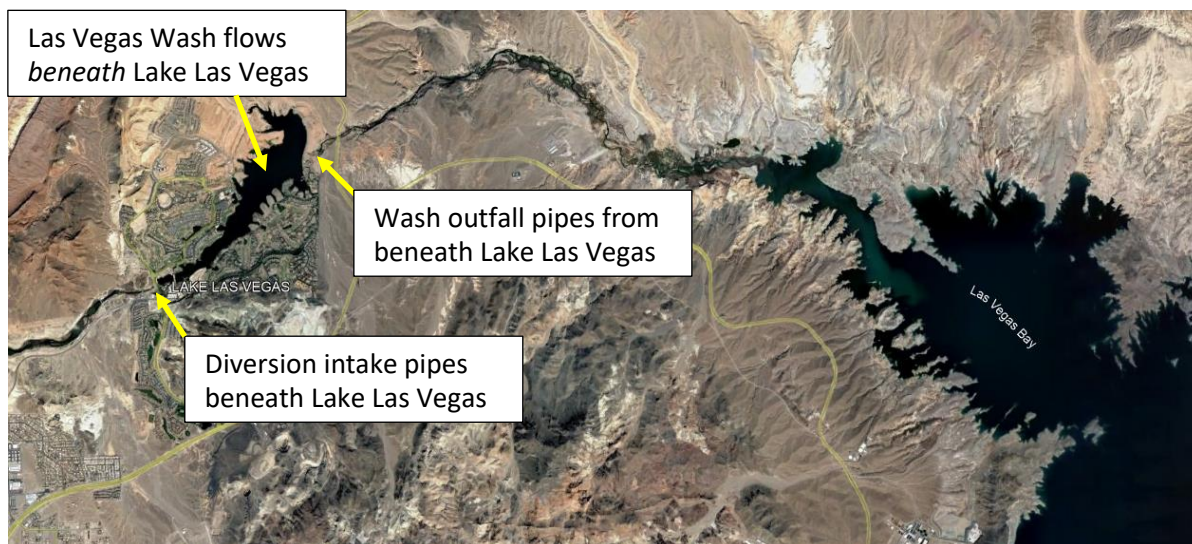 Las Vegas Wash flows
beneath Lake Las Vegas
Wash outfall pipes from
beneath Lake Las Vegas
LAKE LAS VEGAS
Las Vegas Bay
Diversion intake pipes
beneath Lake Las Vegas